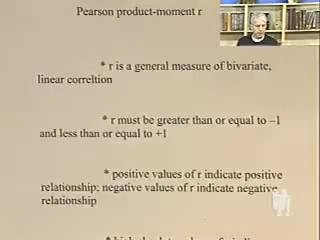 Pearson product-moment r
* r is a general measure of bivariate,
linear correltion
* r must be greater than or equal to –1
and less than or equal to +1
* positive values of r indicate positive
relationship; negative values of r indicate negative
relationship